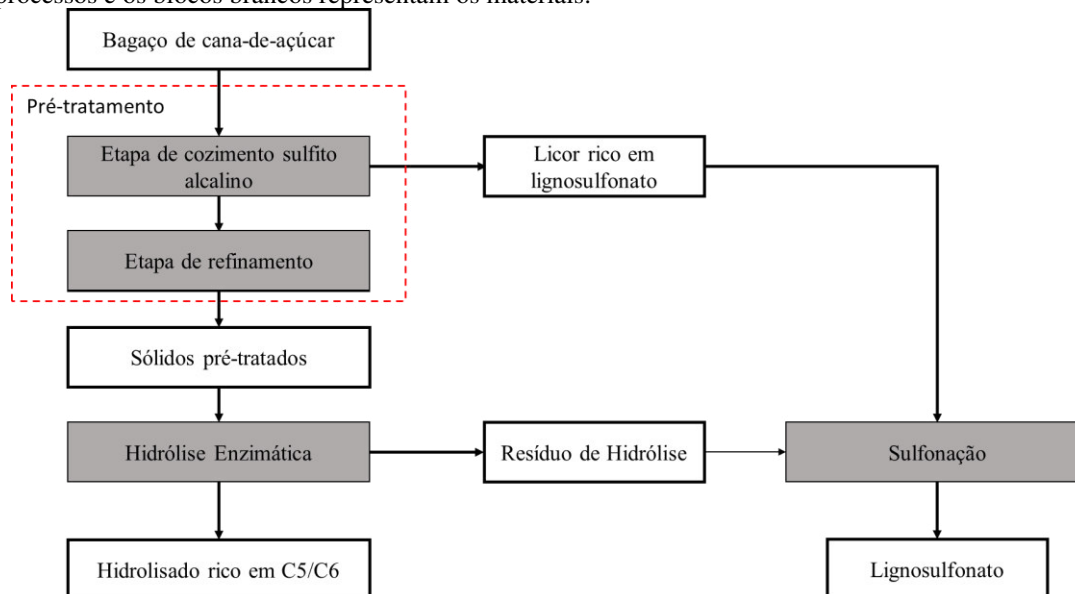 processos e os blocos brancos representam os materiais.
Bagaço de cana-de-açúcar
Pré-tratamento
Etapa de cozimento sulfito
alcalino
Licor rico em
lignosulfonato
Etapa de refinamento
Sólidos pré-tratados
Hidrólise Enzimática
Resíduo de Hidrólise
Sulfonação
Hidrolisado rico em C5/C6
Lignosulfonato